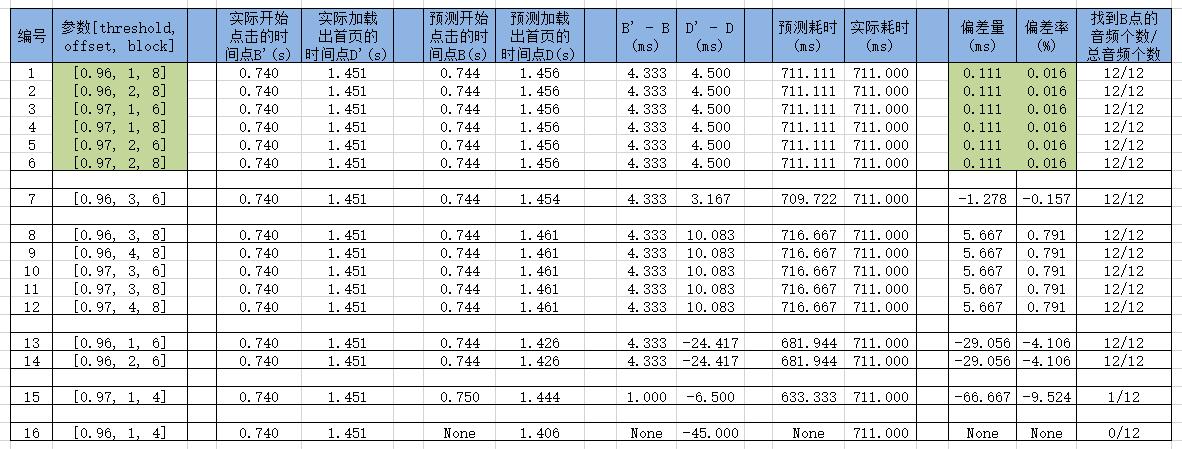 编号 参数[threshold, offset, block] 实际开始点击的时间点B'(s) 实际加载出首页的时间点D'(s) 预测开始点击的时间点B(s) 预测加载出首页的时间点D(s) B' - B (ms) D' - D (ms) 预测耗时(ms) 实际耗时(ms) 偏差量(ms) 偏差率(%) 找到B点的音频个数/总音频个数
1 [0.96, 1, 8] 0.740 1.451 0.744 1.456 4.333 4.500 711.111 711.000 0.111 0.016 12/12
2 [0.96, 2, 8] 0.740 1.451 0.744 1.456 4.333 4.500 711.111 711.000 0.111 0.016 12/12
3 [0.97, 1, 6] 0.740 1.451 0.744 1.456 4.333 4.500 711.111 711.000 0.111 0.016 12/12
4 [0.97, 1, 8] 0.740 1.451 0.744 1.456 4.333 4.500 711.111 711.000 0.111 0.016 12/12
5 [0.97, 2, 6] 0.740 1.451 0.744 1.456 4.333 4.500 711.111 711.000 0.111 0.016 12/12
6 [0.97, 2, 8] 0.740 1.451 0.744 1.456 4.333 4.500 711.111 711.000 0.111 0.016 12/12
7 [0.96, 3, 6] 0.740 1.451 0.744 1.454 4.333 3.167 709.722 711.000 -1.278 -0.157 12/12
8 [0.96, 3, 8] 0.740 1.451 0.744 1.461 4.333 10.083 716.667 711.000 5.667 0.791 12/12
9 [0.96, 4, 8] 0.740 1.451 0.744 1.461 4.333 10.083 716.667 711.000 5.667 0.791 12/12
10 [0.97, 3, 6] 0.740 1.451 0.744 1.461 4.333 10.083 716.667 711.000 5.667 0.791 12/12
11 [0.97, 3, 8] 0.740 1.451 0.744 1.461 4.333 10.083 716.667 711.000 5.667 0.791 12/12
12 [0.97, 4, 8] 0.740 1.451 0.744 1.461 4.333 10.083 716.667 711.000 5.667 0.791 12/12
13 [0.96, 1, 6] 0.740 1.451 0.744 1.426 4.333 -24.417 681.944 711.000 -29.056 -4.106 12/12
14 [0.96, 2, 6] 0.740 1.451 0.744 1.426 4.333 -24.417 681.944 711.000 -29.056 -4.106 12/12
15 [0.97, 1, 4] 0.740 1.451 0.750 1.444 1.000 -6.500 633.333 711.000 -66.667 -9.524 1/12
16 [0.96, 1, 4] 0.740 1.451 None 1.406 None -45.000 None 711.000 None None 0/12